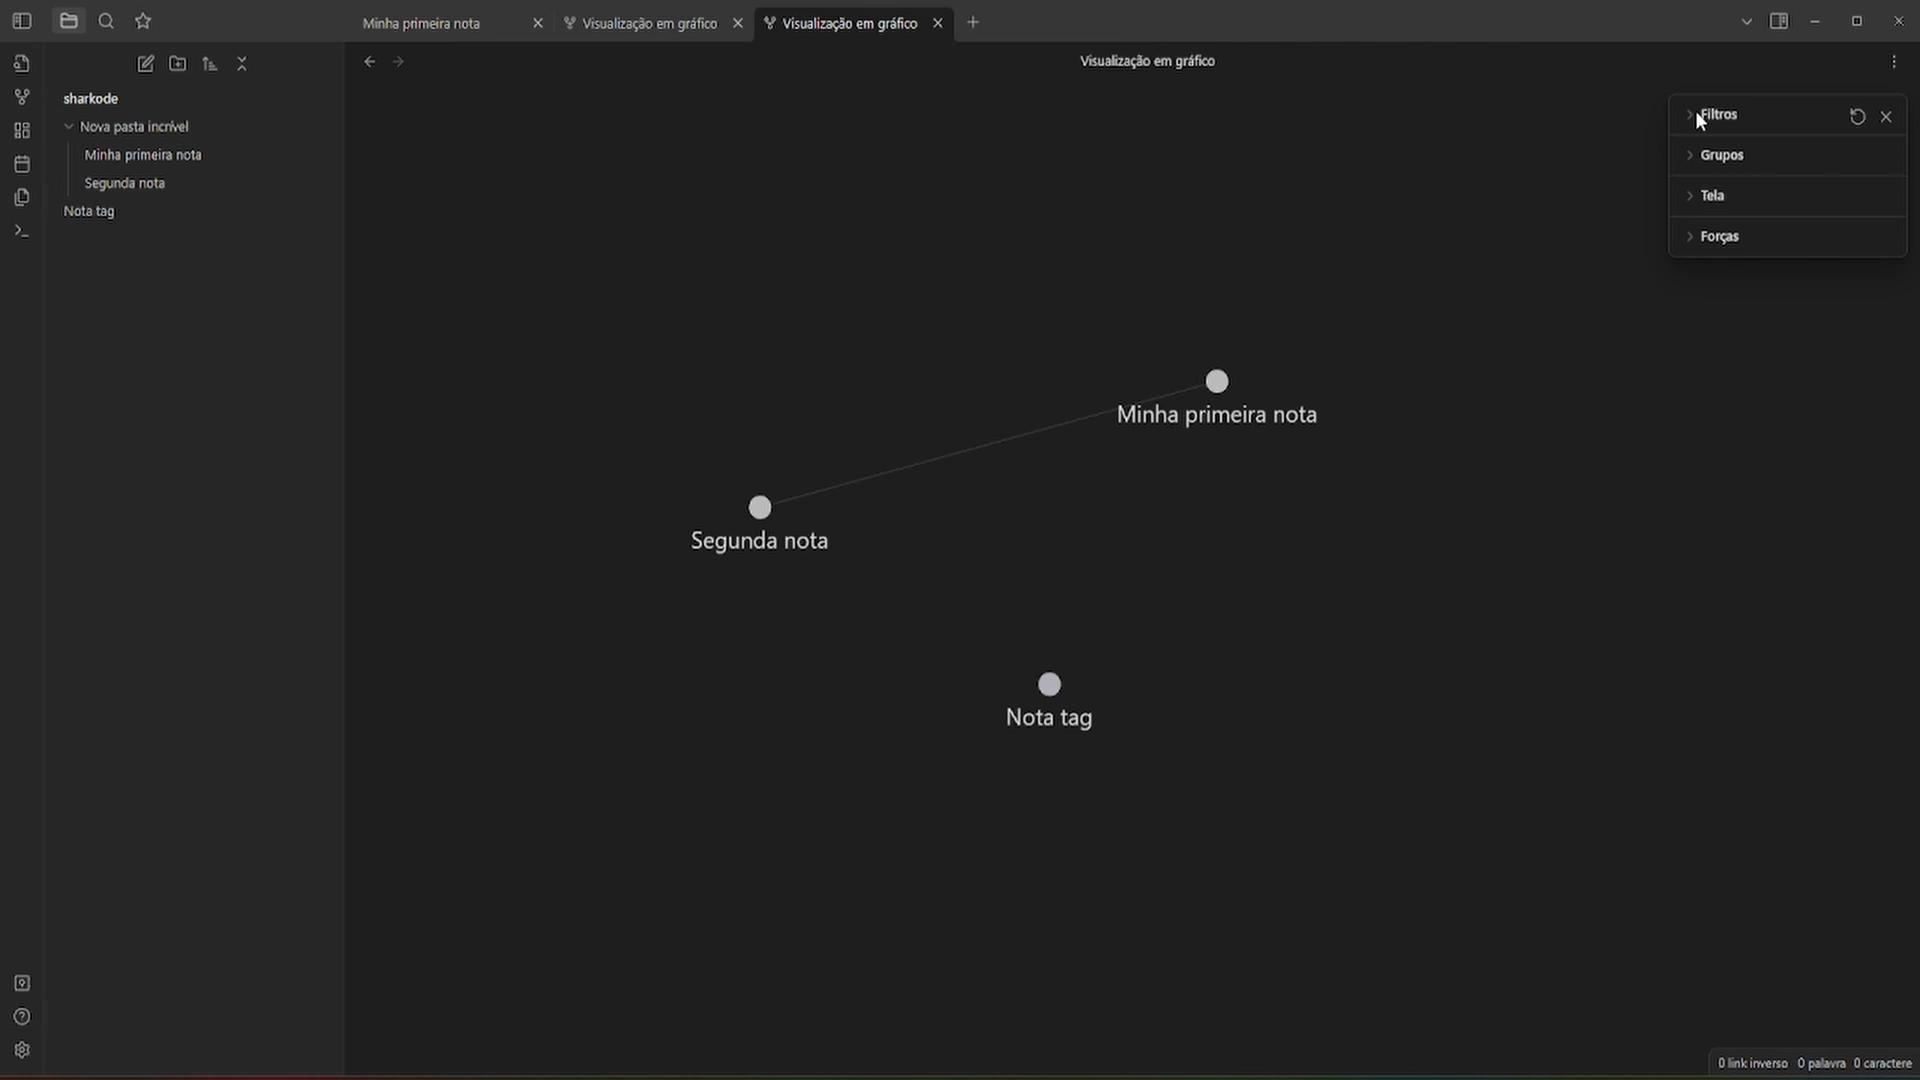 Minha primeira nota
Visualização em gráfico
Visualização em gráfico
Visualização em gráfico
sharkode
Nova pasta incrível
Minha primeira nota
Segunda nota
Nota tag
Filtros
Grupos
Tela
Forças
Minha primeira nota
Segunda nota
Nota tag
0 link inverso 0 palavra 0 caractere